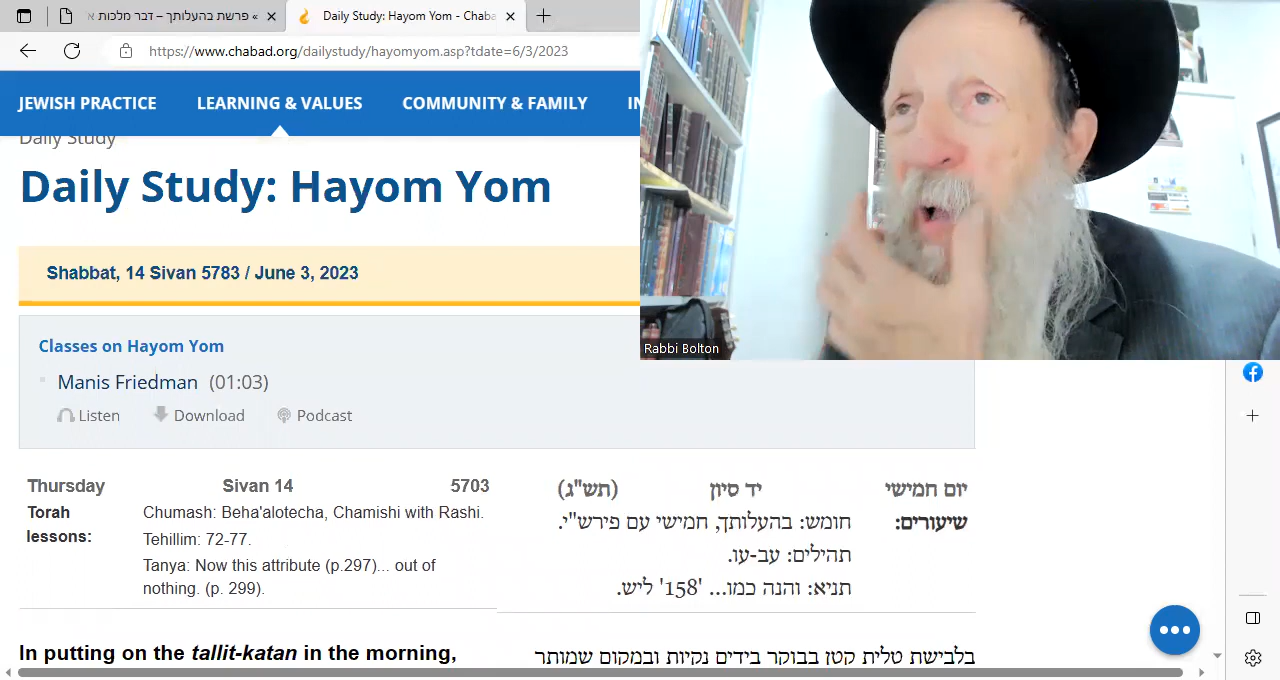 » פרשת בהעלותך – דבר מלכות א
Daily Study: Hayom Yom - Chaba
https://www.chabad.org/dailystudy/hayomyom.asp?tdate=6/3/2023
JEWISH PRACTICE
LEARNING & VALUES
COMMUNITY & FAMILY
IN
Daily Study
Daily Study: Hayom Yom
Shabbat, 14 Sivan 5783 / June 3, 2023
Classes on Hayom Yom
Manis Friedman (01:03)
Listen Download Podcast
Rabbi Bolton
Thursday Sivan 14 5703
Torah lessons:
Chumash: Beha'alotecha, Chamishi with Rashi.
Tehillim: 72-77.
Tanya: Now this attribute (p.297)... out of
nothing. (p. 299).
In putting on the tallit-katan in the morning,
יום חמישי יד סיון (תש"ג)
שיעורים: חומש: בהעלותך, חמישי עם פירש"י.
תהילים: עב-עו.
תניא: והנה כמו... '158' ליש.
בלבישת טלית קטן בבוקר בידים נקיות ובמקום שמותר